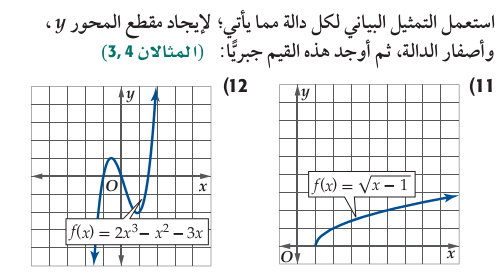 استعمل التمثيل البياني لكل دالة مما يأتي؛ لإيجاد مقطع المحور y ،
وأصفار الدالة، ثم أوجد هذه القيم جبريًّا: (المثالان 3, 4)
(11
y
f(x) = √(x − 1)
O
x
(12
y
O
x
f(x) = 2x³ − x² − 3x